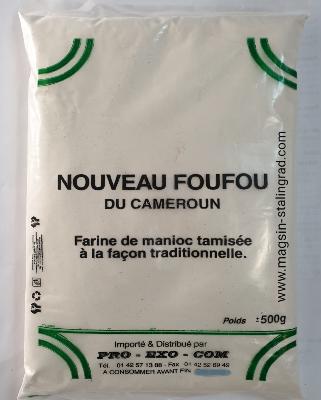 NOUVEAU FOUFOU
DU CAMEROUN
Farine de manioc tamisée
à la façon traditionnelle.
www.magsin-stalingrad.com
Poids ±500g
Importé & Distribué par
PRO - EXO - COM
Tél. 01 42 57 13 88 - Fax 01 42 52 69 49
A CONSOMMER AVANT FIN